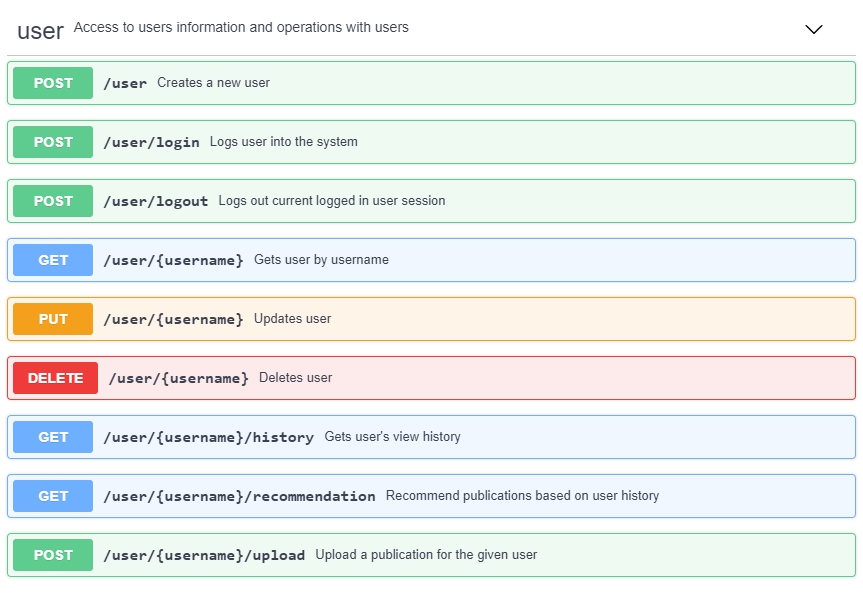 user Access to users information and operations with users
POST /user Creates a new user
POST /user/login Logs user into the system
POST /user/logout Logs out current logged in user session
GET /user/{username} Gets user by username
PUT /user/{username} Updates user
DELETE /user/{username} Deletes user
GET /user/{username}/history Gets user's view history
GET /user/{username}/recommendation Recommend publications based on user history
POST /user/{username}/upload Upload a publication for the given user